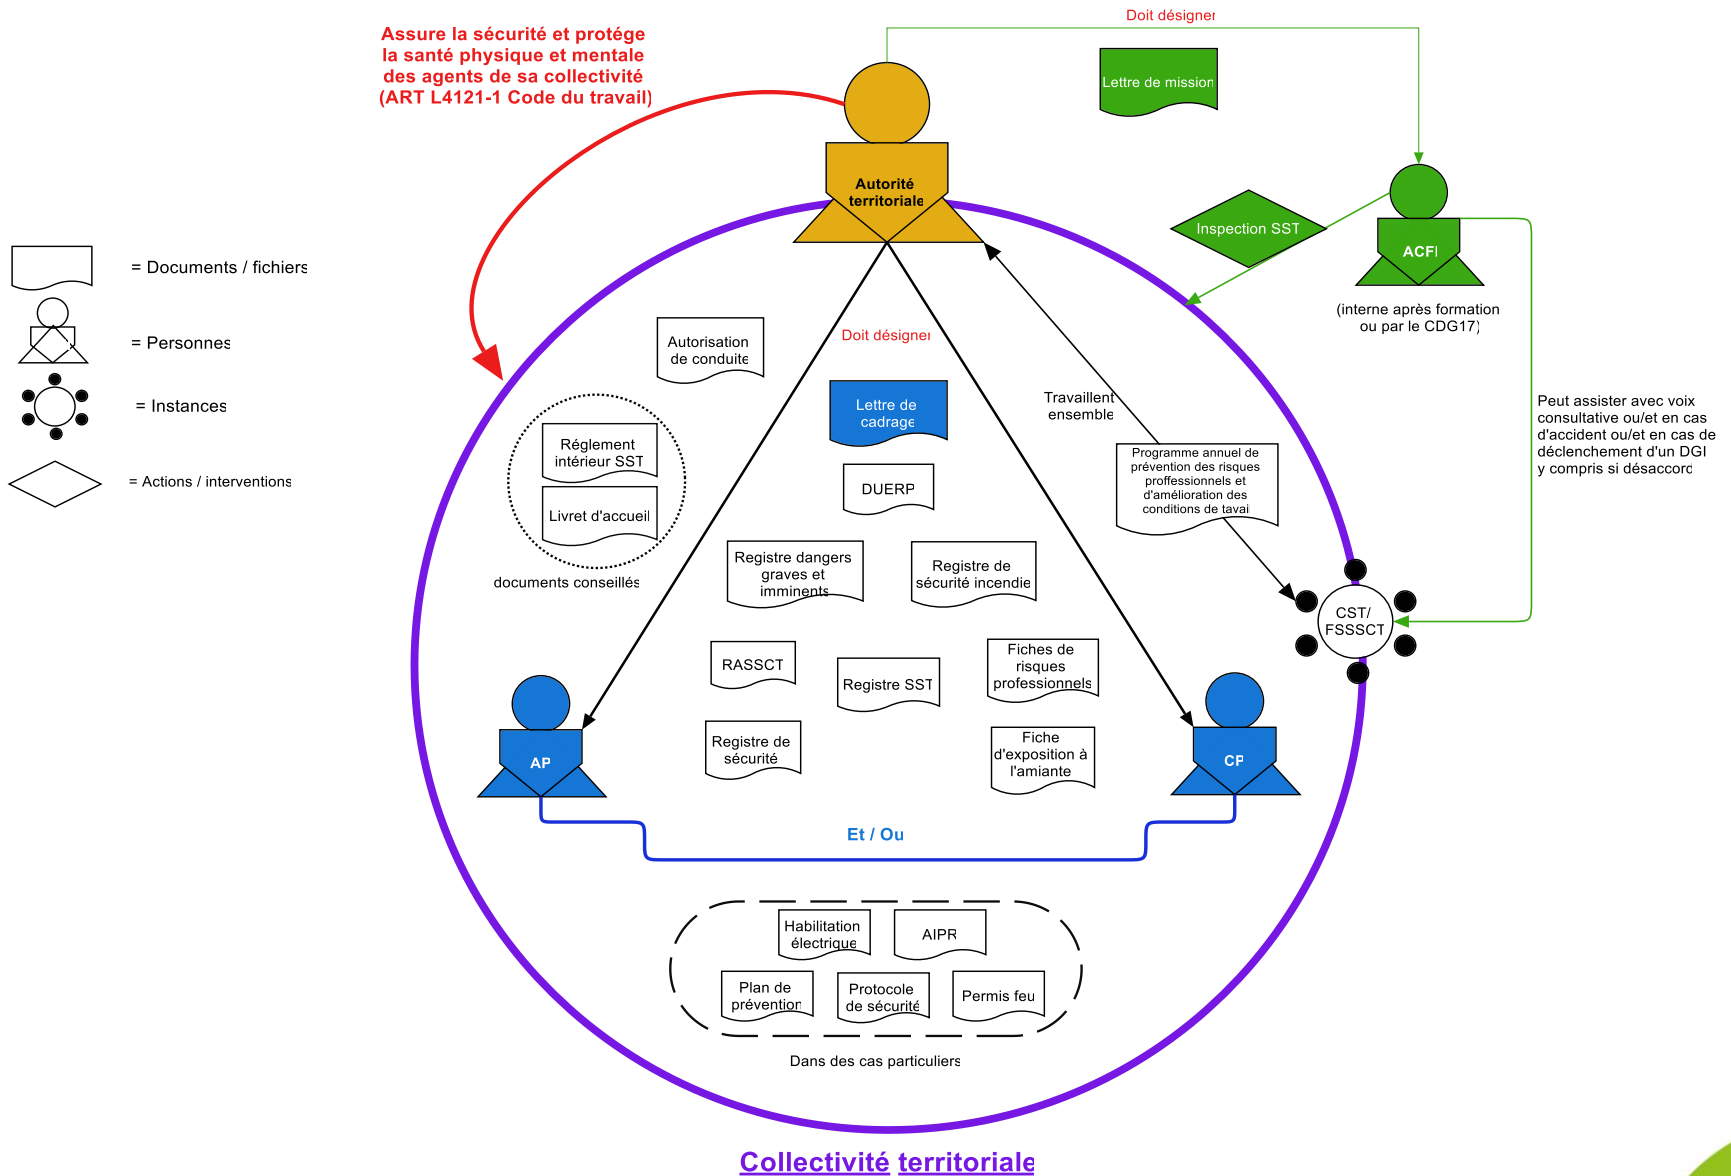 Doit désigner
Assure la sécurité et protége
la santé physique et mentale
des agents de sa collectivité
(ART L4121-1 Code du travail)
Lettre de mission
Autorité
territoriale
Inspection SST
ACFI
(interne après formation
ou par le CDG17)
= Documents / fichiers
= Personnes
= Instances
= Actions / interventions
Autorisation
de conduite
Doit désigner
Lettre de
cadrage
Travaillent
ensemble
Peut assister avec voix
consultative ou/et en cas
d'accident ou/et en cas de
déclenchement d'un DGI
y compris si désaccord
Réglement
intérieur SST
Livret d'accueil
documents conseillés
DUERP
Programme annuel de
prévention des risques
proffessionnels et
d'amélioration des
conditions de tavail
Registre dangers
graves et
imminents
Registre de
sécurité incendie
CST/
FSSSCT
RASSCT
Registre SST
Fiches de
risques
professionnels
Registre de
sécurité
Fiche
d'exposition à
l'amiante
AP
CP
Et / Ou
Habilitation
électrique
AIPR
Plan de
prévention
Protocole
de sécurité
Permis feu
Dans des cas particuliers
Collectivité territoriale